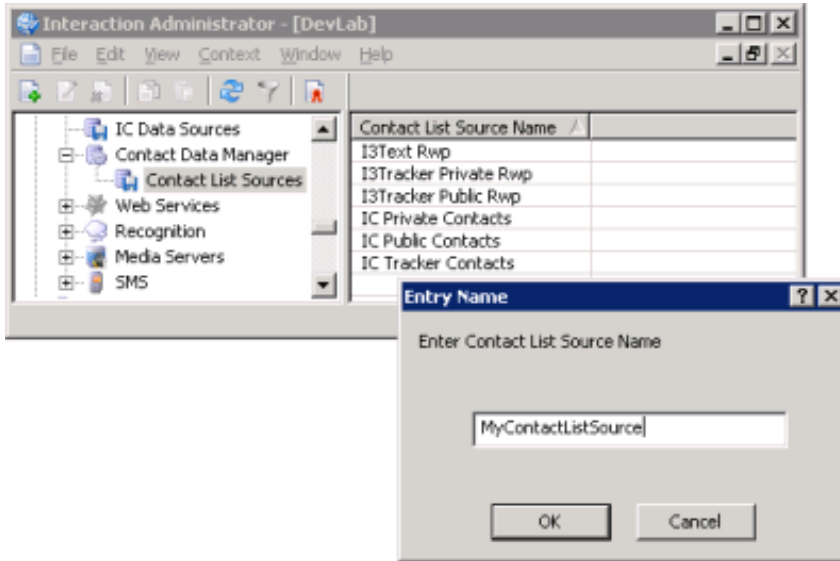 Interaction Administrator - [DevLab]
File Edit View Context Window Help
IC Data Sources
Contact Data Manager
Contact List Sources
Web Services
Recognition
Media Servers
SMS
Contact List Source Name
I3Text Rwp
I3Tracker Private Rwp
I3Tracker Public Rwp
IC Private Contacts
IC Public Contacts
IC Tracker Contacts
Entry Name
Enter Contact List Source Name
MyContactListSource
OK Cancel